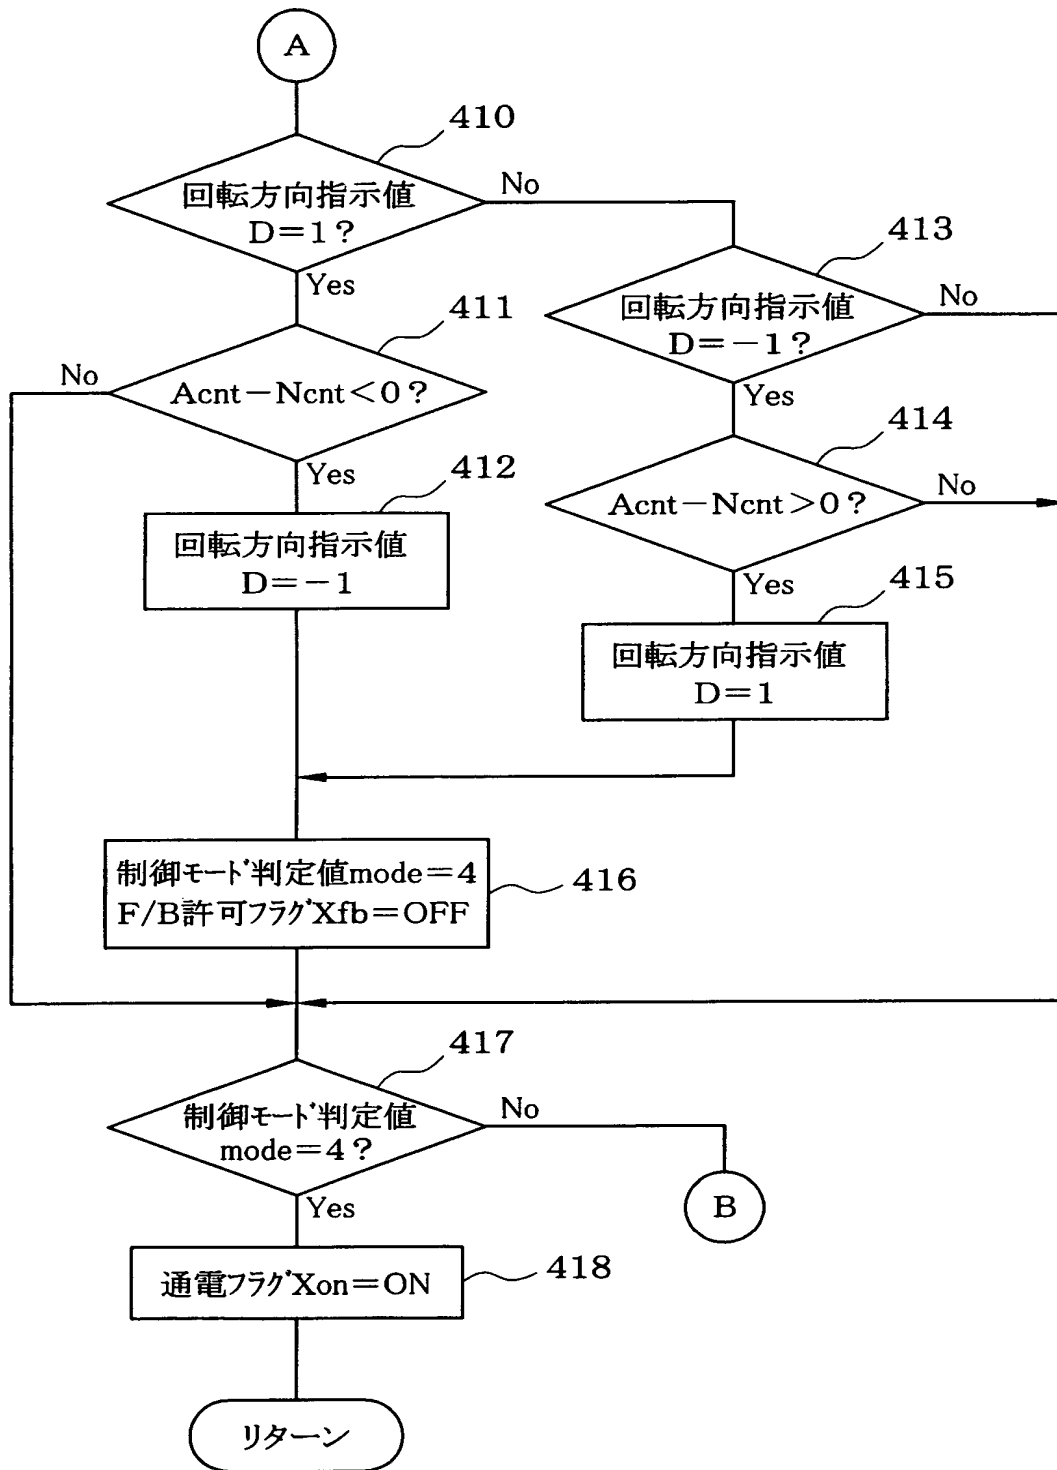 A
410
回転方向指示値
D=1?
No
Yes
413
回転方向指示値
D=-1?
No
Yes
411
Acnt-Ncnt<0?
No
Yes
414
Acnt-Ncnt>0?
No
Yes
412
回転方向指示値
D=-1
415
回転方向指示値
D=1
制御モード判定値mode=4
F/B許可フラグXfb=OFF
416
417
制御モード判定値
mode=4?
No
Yes
B
通電フラグXon=ON
418
リターン